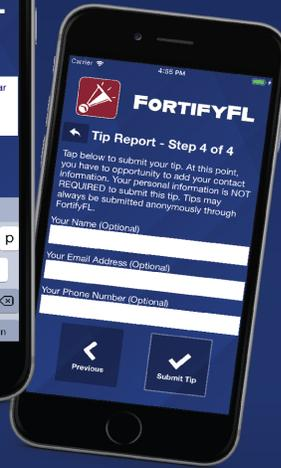 Carrier
4:55 PM
FORTIFYFL
Tip Report - Step 4 of 4
Tap below to submit your tip. At this point,
you have to opportunity to add your contact
information. Your personal information is NOT
REQUIRED to submit this tip. Tips may
always be submitted anonymously through
FortifyFL.
Your Name (Optional)
Your Email Address (Optional)
Your Phone Number (Optional)
Previous
Submit Tip
p